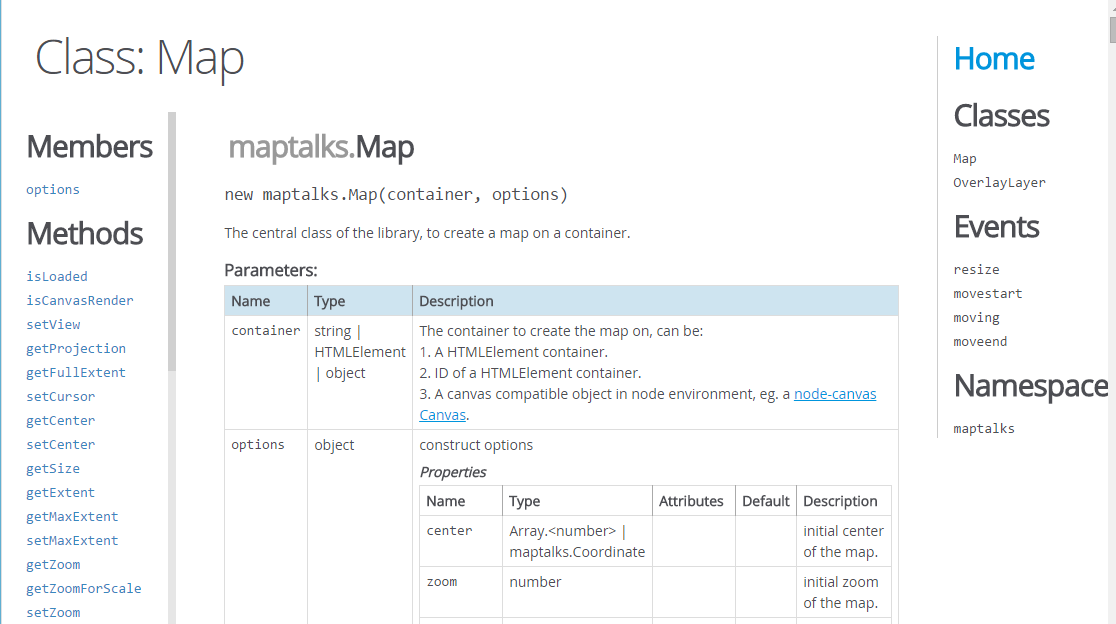 Class: Map
Members
options
Methods
isLoaded
isCanvasRender
setView
getProjection
getFullExtent
setCursor
getCenter
setCenter
getSize
getExtent
getMaxExtent
setMaxExtent
getZoom
getZoomForScale
setZoom
maptalks.Map
new maptalks.Map(container, options)
The central class of the library, to create a map on a container.
Parameters:
Name Type Description
container string | HTMLElement | object
The container to create the map on, can be:
1. A HTMLElement container.
2. ID of a HTMLElement container.
3. A canvas compatible object in node environment, eg. a node-canvas
Canvas.
options object construct options
Properties
Name Type Attributes Default Description
center Array.<number> | initial center
maptalks.Coordinate of the map.
zoom number initial zoom
of the map.
Home
Classes
Map
OverlayLayer
Events
resize
movestart
moving
moveend
Namespace
maptalks